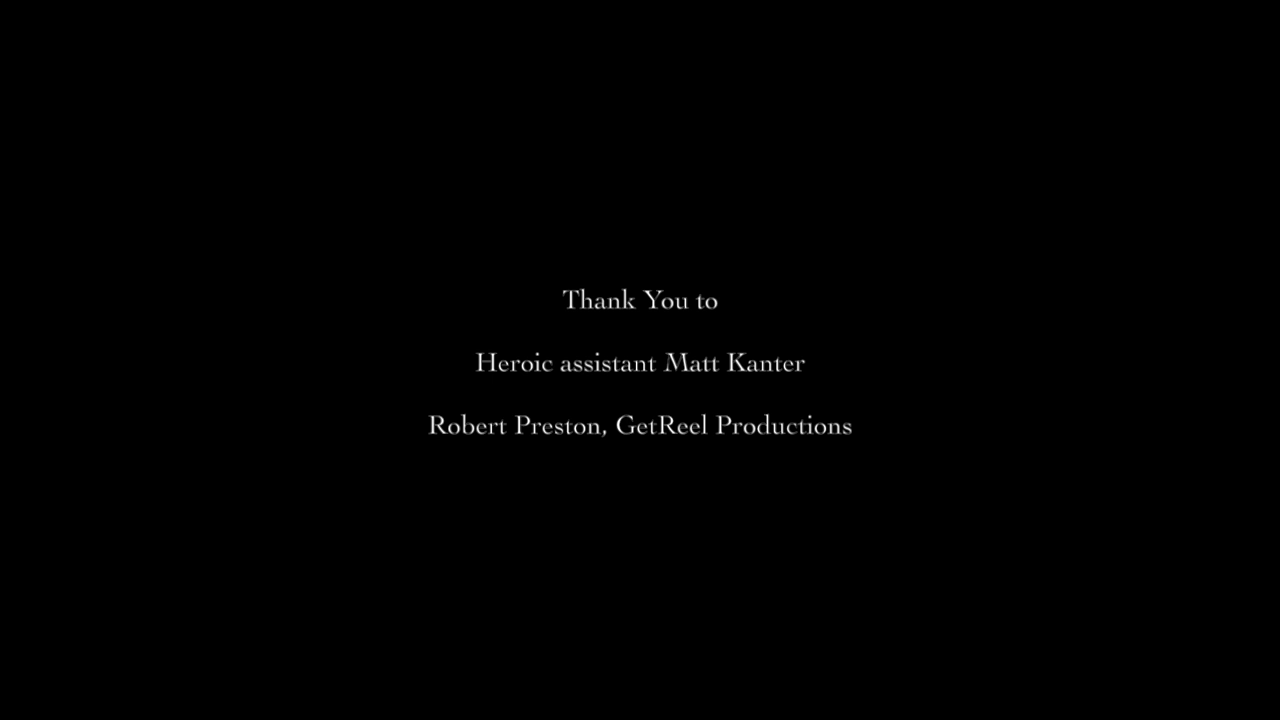 Thank You to
Heroic assistant Matt Kanter
Robert Preston, GetReel Productions